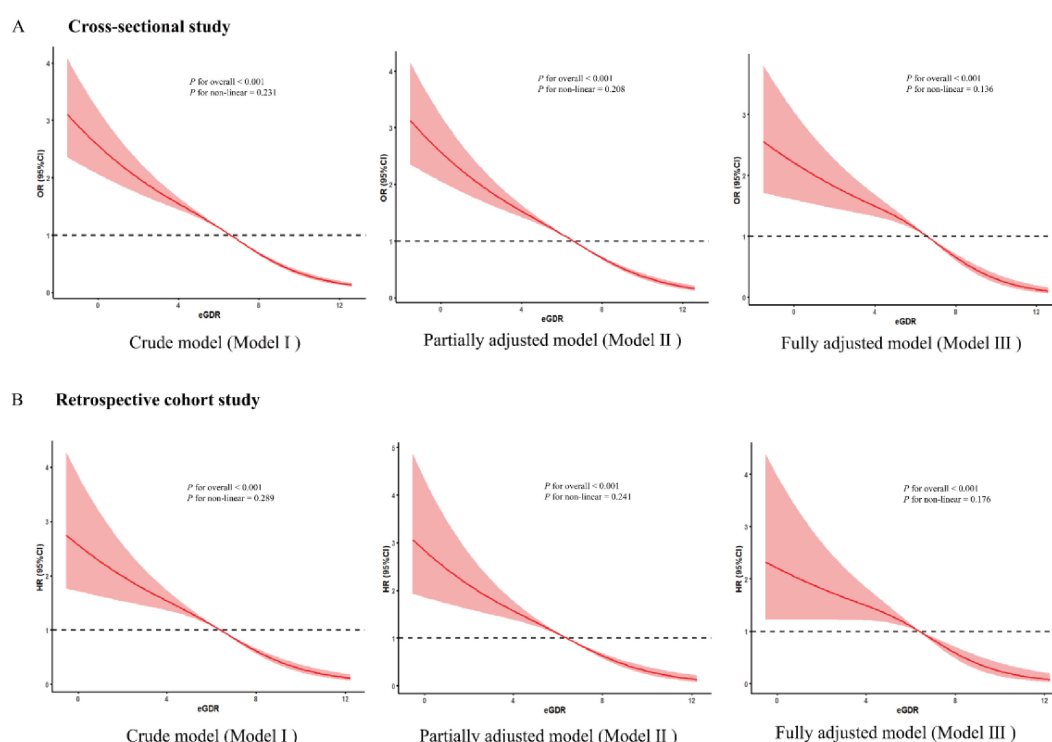 A Cross-sectional study
4
3
2
1
0
OR (95%CI)
P for overall < 0.001
P for non-linear = 0.231
0 4 8 12
eGDR
Crude model (Model I )
4
3
2
1
0
OR (95%CI)
P for overall < 0.001
P for non-linear = 0.208
0 4 8 12
eGDR
Partially adjusted model (Model II )
3
2
1
0
OR (95%CI)
P for overall < 0.001
P for non-linear = 0.136
0 4 8 12
eGDR
Fully adjusted model (Model III )
B Retrospective cohort study
4
3
2
1
0
HR (95%CI)
P for overall < 0.001
P for non-linear = 0.289
0 4 8 12
eGDR
Crude model (Model I )
5
4
3
2
1
0
HR (95%CI)
P for overall < 0.001
P for non-linear = 0.241
0 4 8 12
eGDR
Partially adjusted model (Model II )
4
3
2
1
0
HR (95%CI)
P for overall < 0.001
P for non-linear = 0.176
0 4 8 12
eGDR
Fully adjusted model (Model III )